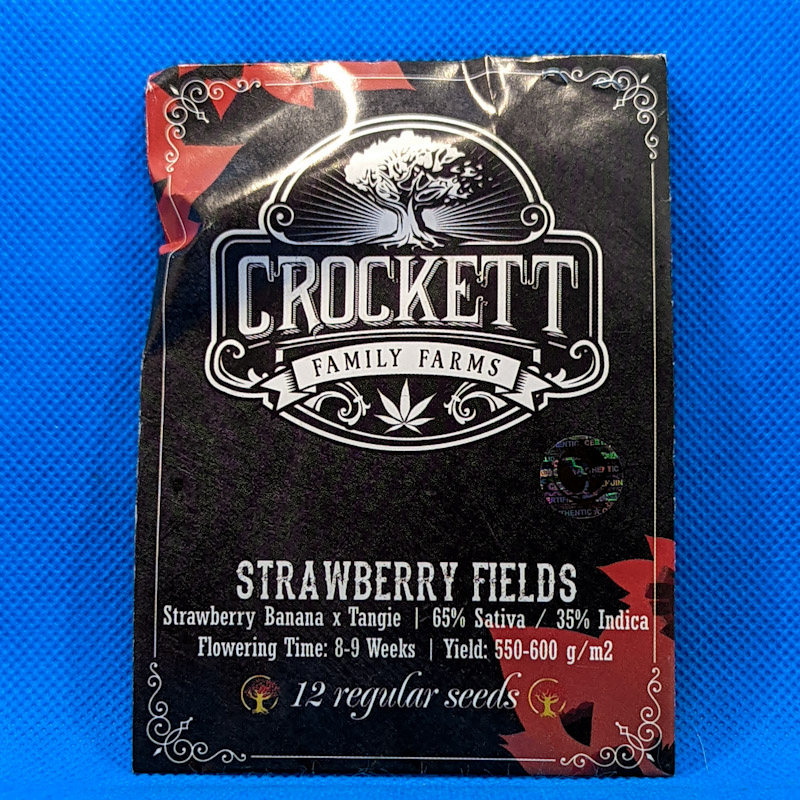 CROCKETT
FAMILY FARMS
STRAWBERRY FIELDS
Strawberry Banana x Tangie | 65% Sativa / 35% Indica
Flowering Time: 8-9 Weeks | Yield: 550-600 g/m2
12 regular seeds